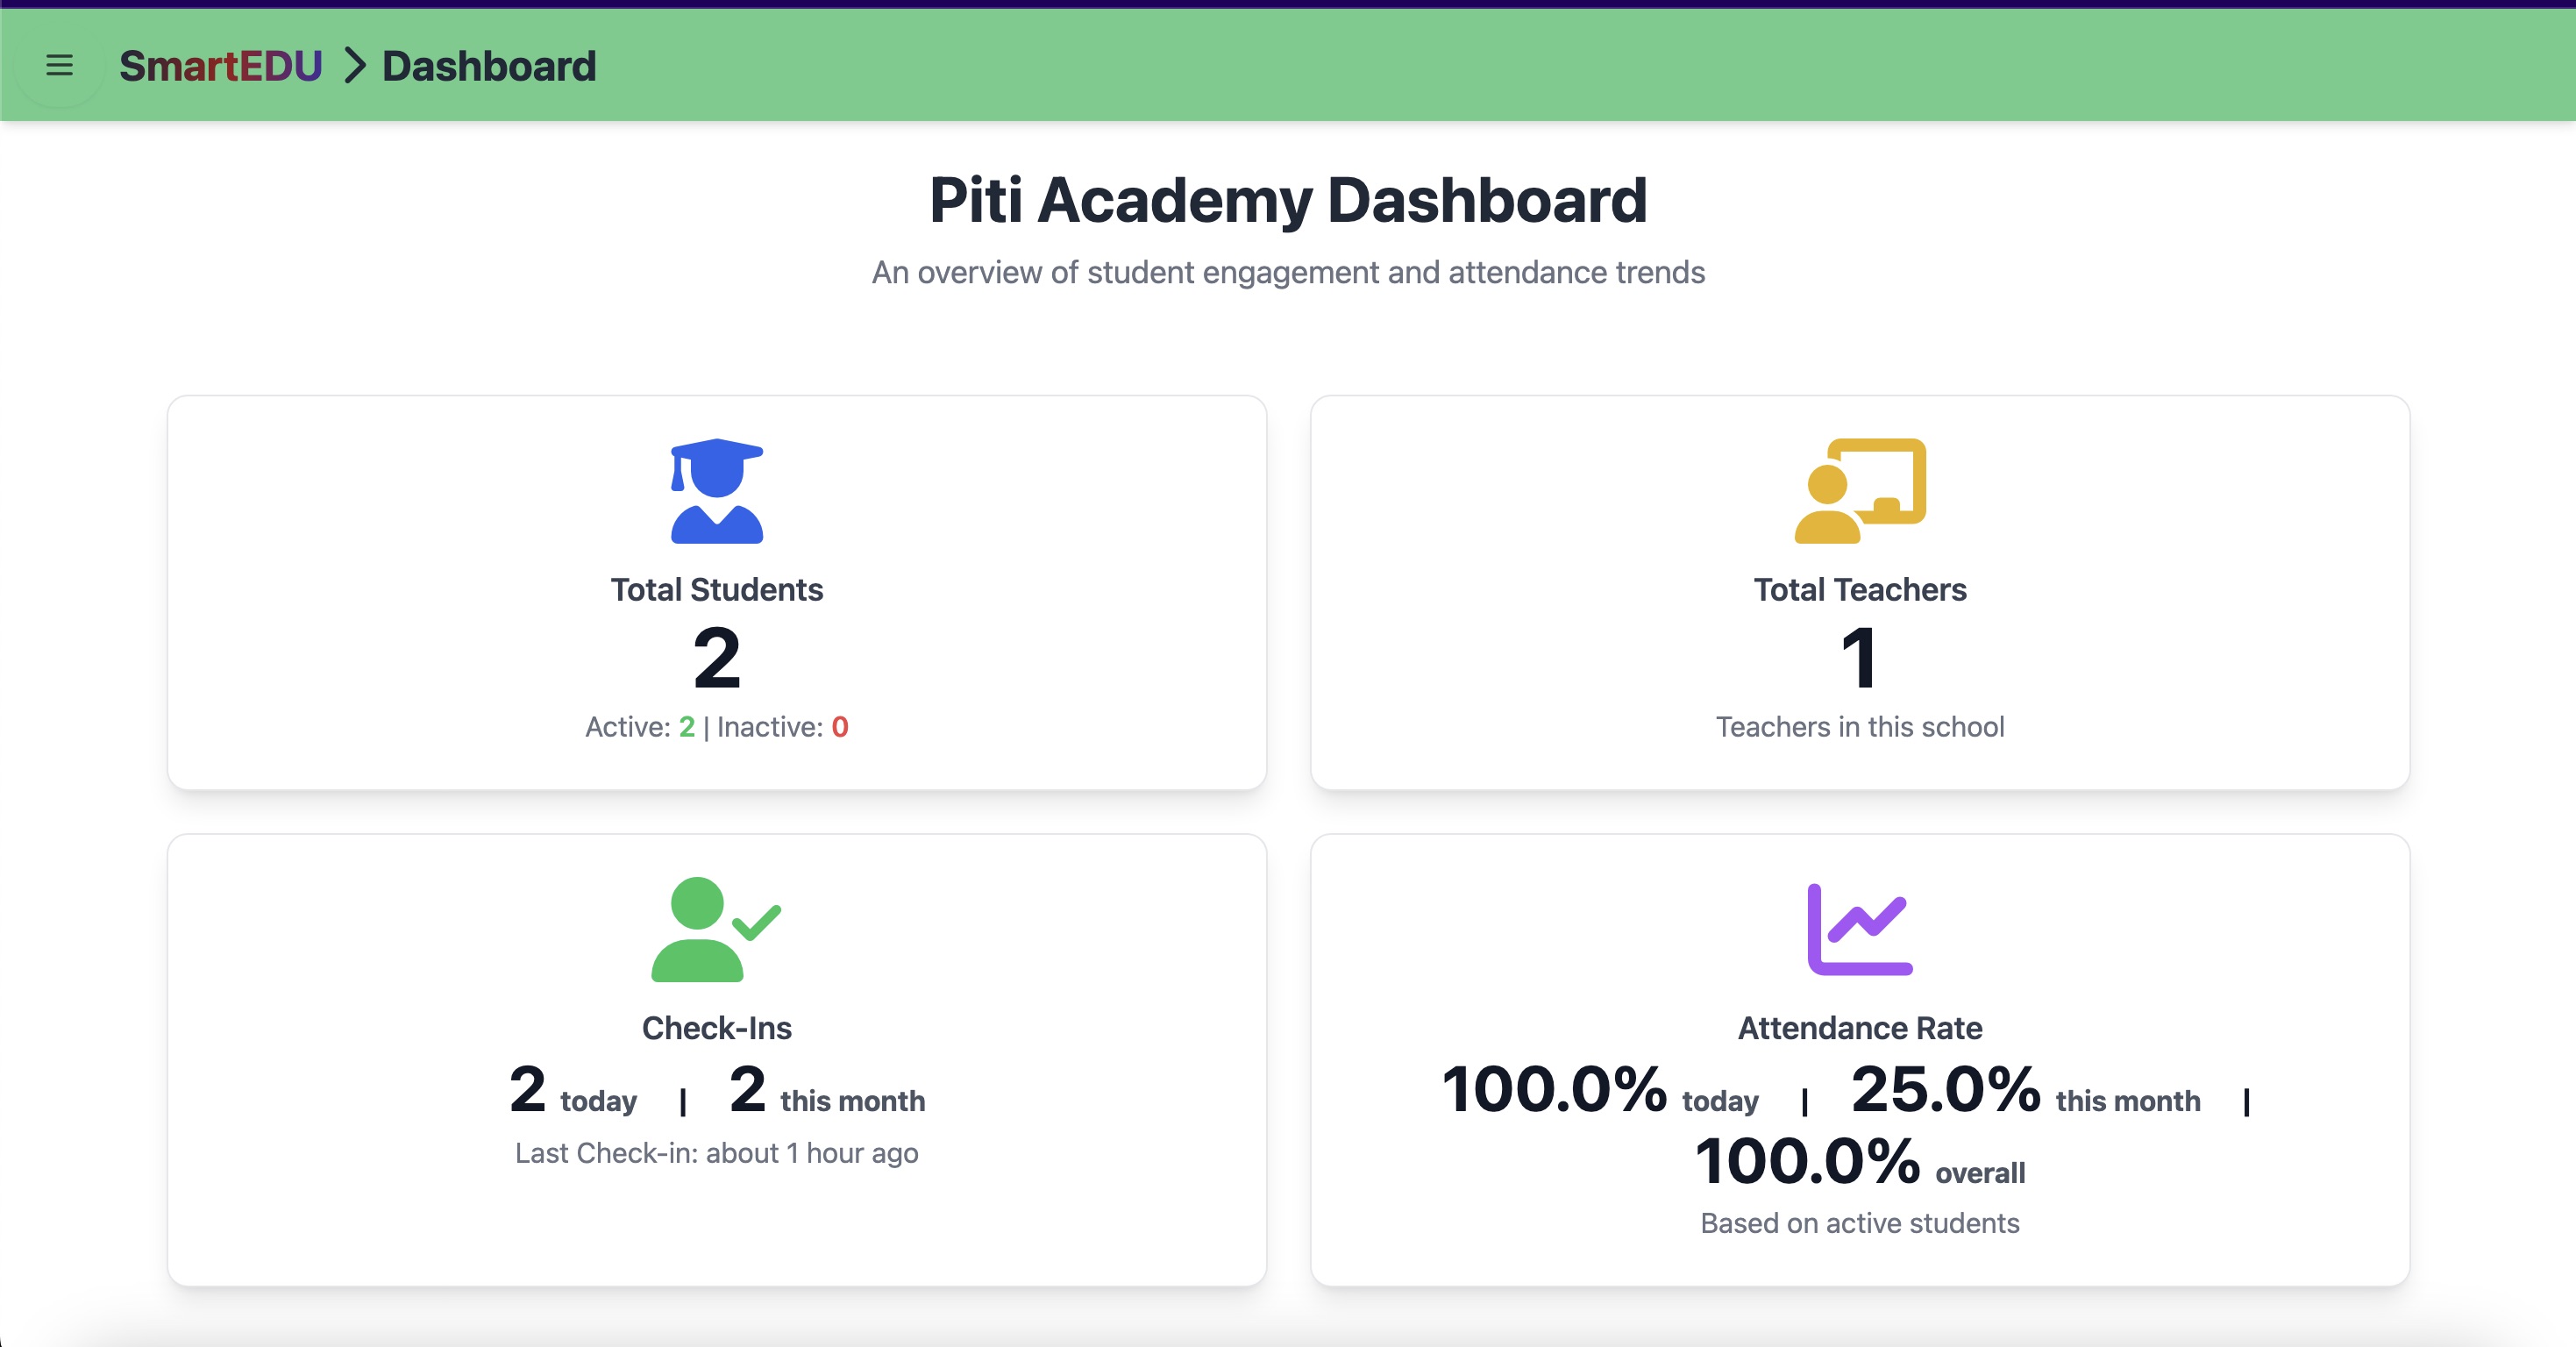 SmartEDU > Dashboard
Piti Academy Dashboard
An overview of student engagement and attendance trends
Total Students
2
Active: 2 | Inactive: 0
Total Teachers
1
Teachers in this school
Check-Ins
2 today | 2 this month
Last Check-in: about 1 hour ago
Attendance Rate
100.0% today | 25.0% this month |
100.0% overall
Based on active students